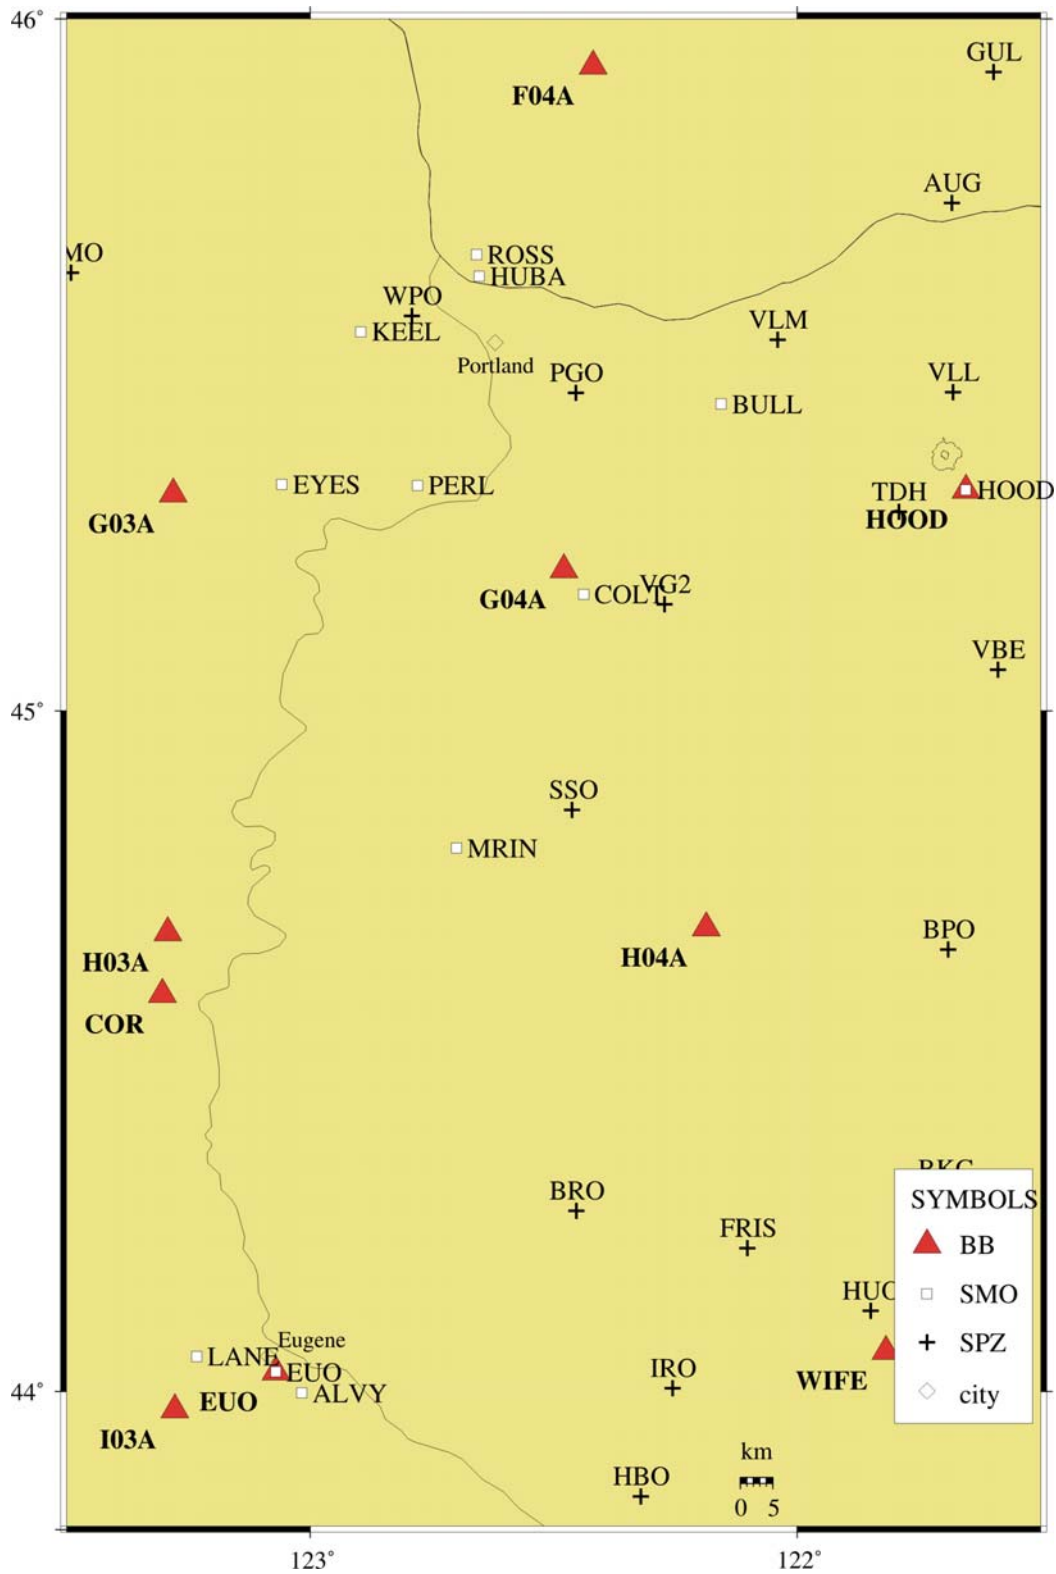 46°
GUL
F04A
AUG
MO
ROSS
HUBA
WPO
KEEL
VLM
Portland
PGO
VLL
BULL
EYES
PERL
TDH
HOOD
G03A
HOOD
G04A
COLT
VG2
VBE
45°
SSO
MRIN
BPO
H03A
H04A
COR
BRO
SYMBOLS
FRIS
BB
HUO
SMO
Eugene
SPZ
LANE
EUO
IRO
WIFE
44°
ALVY
EUO
city
I03A
km
HBO
0 5
123°
122°